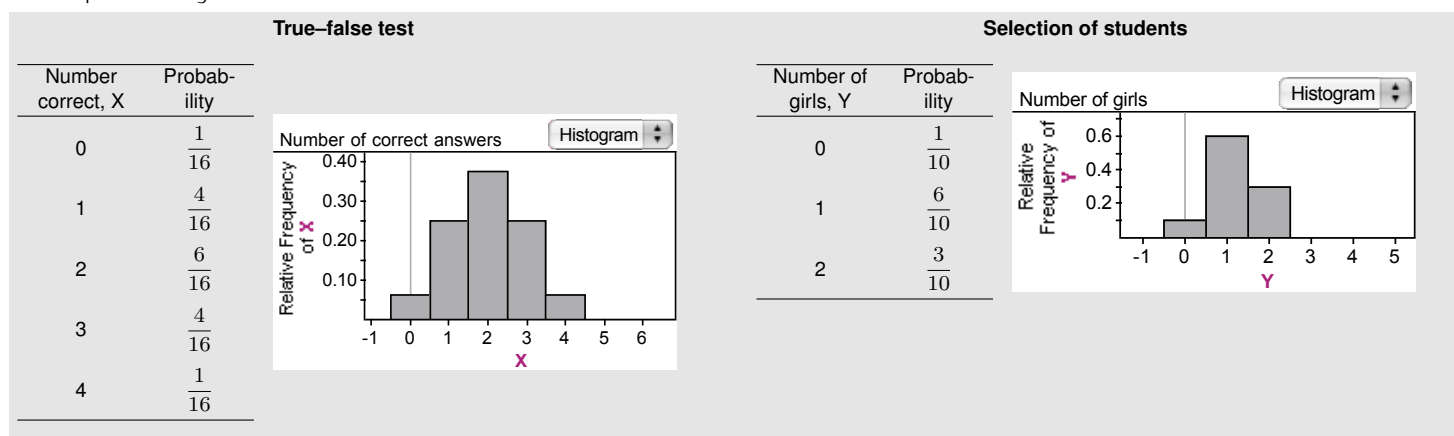 True–false test
Number correct, X
Probab-ility
0
1/16
1
4/16
2
6/16
3
4/16
4
1/16
Number of correct answers
Histogram
Relative Frequency of X
0.40
0.30
0.20
0.10
-1 0 1 2 3 4 5 6
X
Selection of students
Number of girls, Y
Probab-ility
0
1/10
1
6/10
2
3/10
Number of girls
Histogram
Relative Frequency of Y
0.6
0.4
0.2
-1 0 1 2 3 4 5
Y